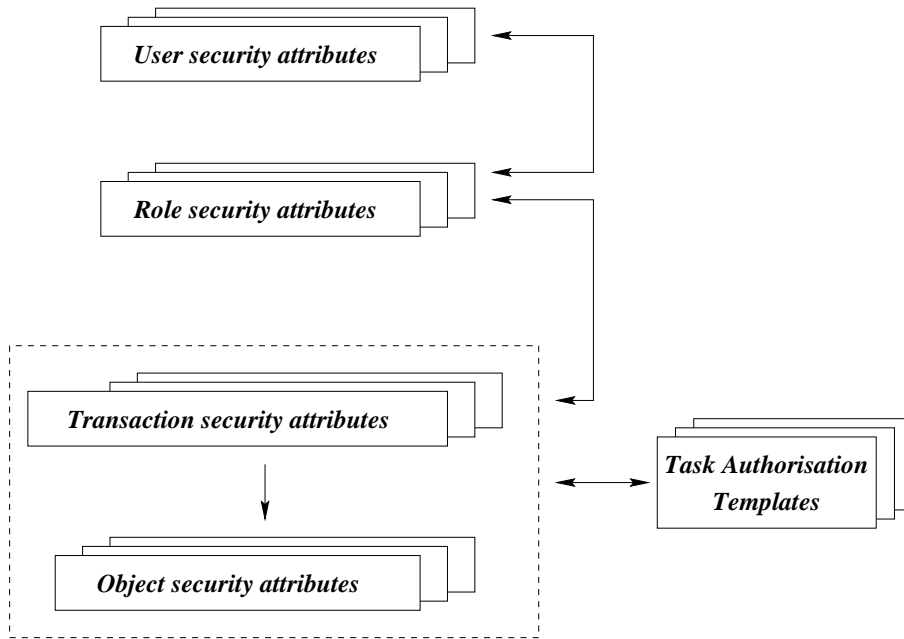 User security attributes
Role security attributes
Transaction security attributes
Task Authorisation
Templates
Object security attributes